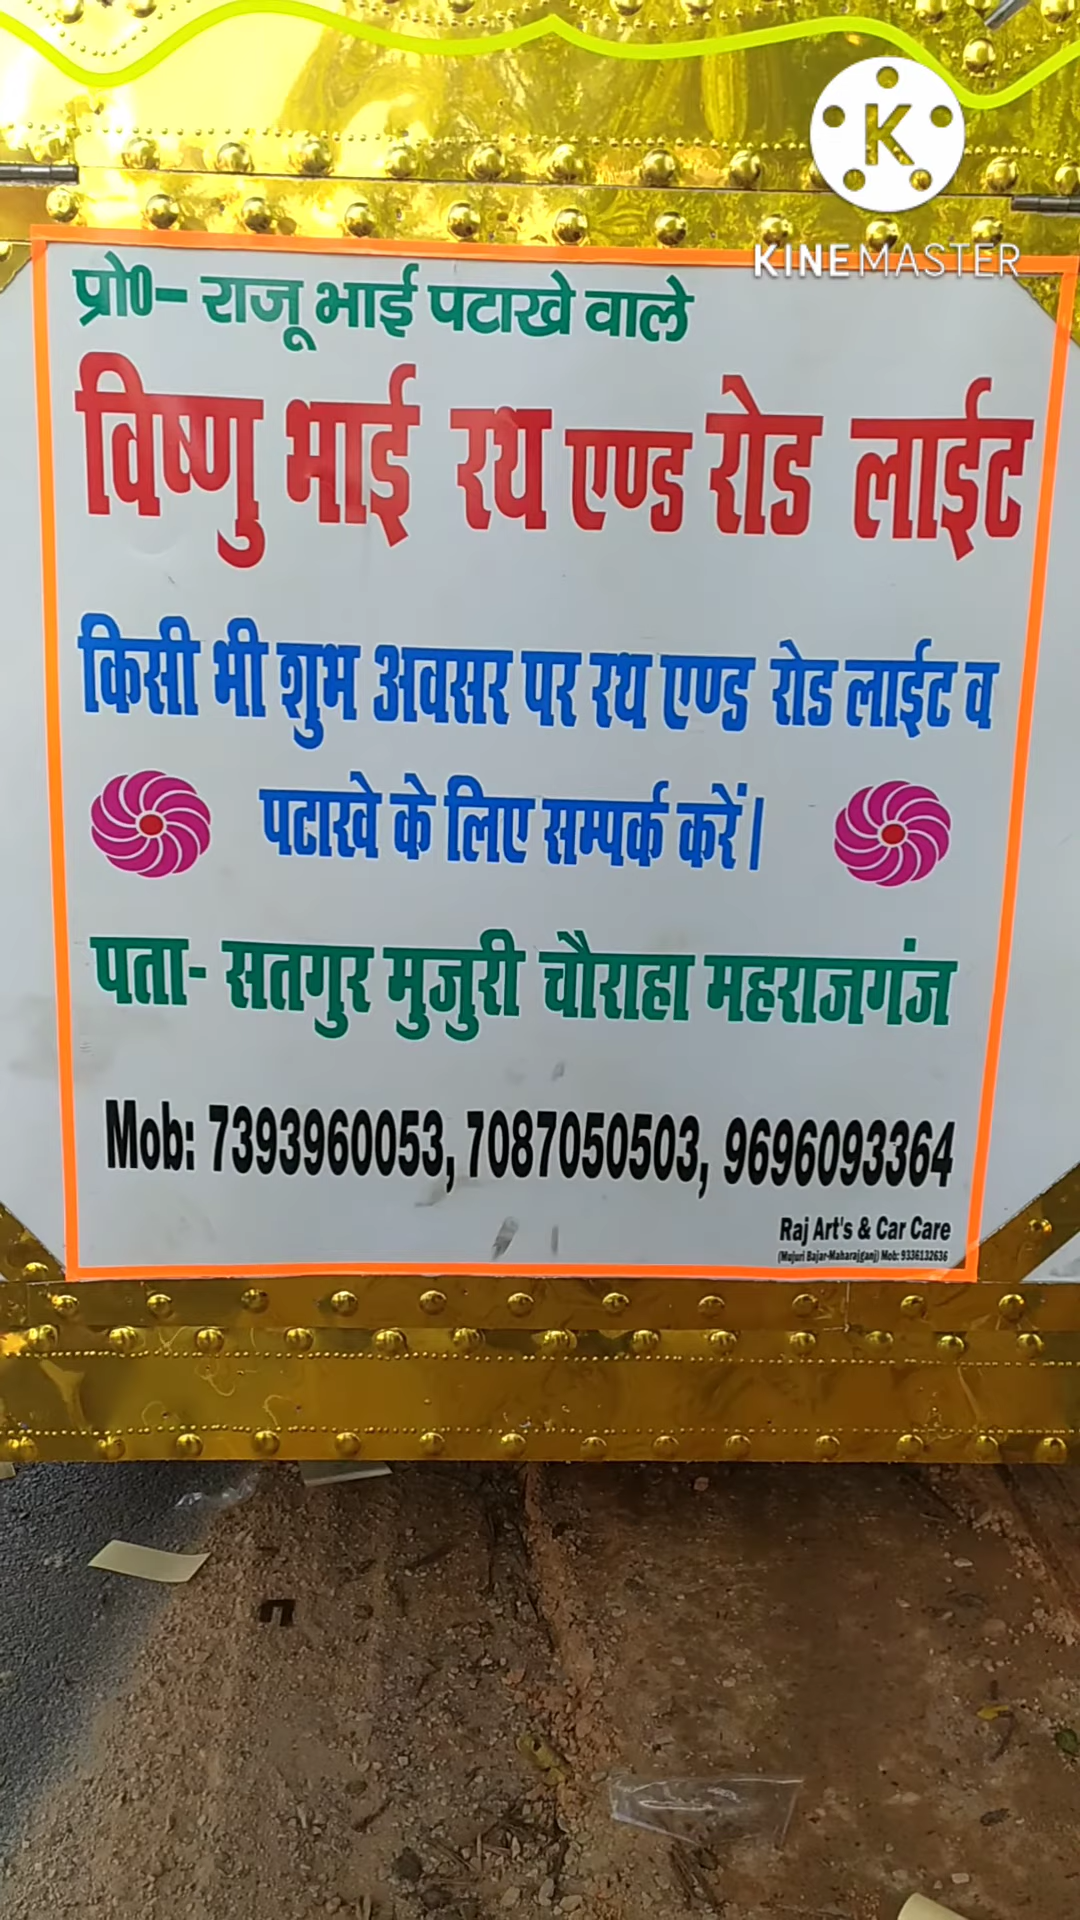 K
KINEMASTER
प्रो0- राजू भाई पटाखे वाले
विष्णु भाई रथ एण्ड रोड लाईट
किसी भी शुभ अवसर पर रथ एण्ड रोड लाईट व
पटाखे के लिए सम्पर्क करें।
पता- सतगुर मुजुरी चौराहा महराजगंज
Mob: 7393960053, 7087050503, 9696093364
Raj Art's & Car Care
(Mujuri Bajar-Maharajganj) Mob: 9336132636